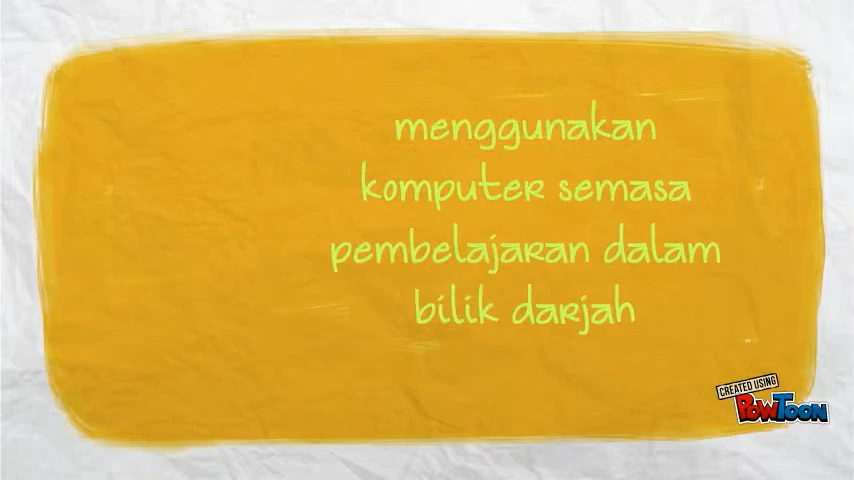 menggunakan
komputer semasa
pembelajaran dalam
bilik darjah
CREATED USING
POWTOON